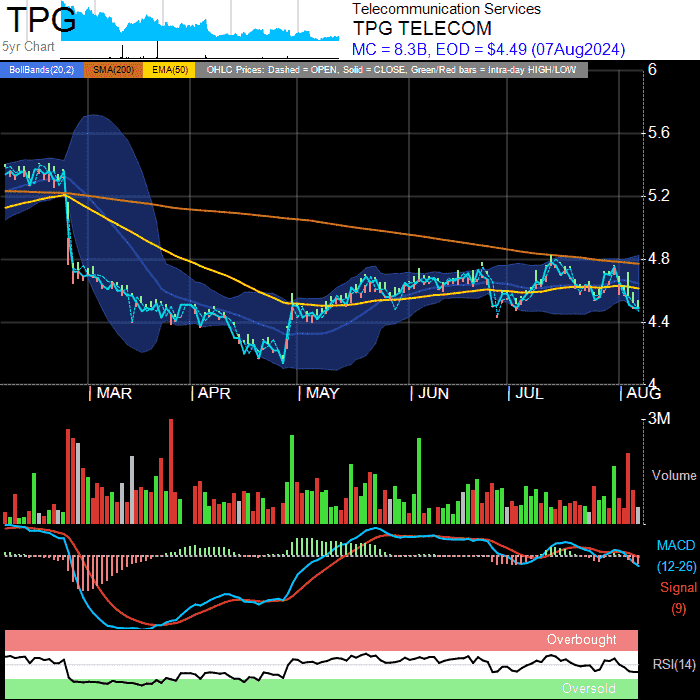 TPG
5yr Chart
Telecommunication Services
TPG TELECOM
MC = 8.3B, EOD = $4.49 (07Aug2024)
BollBands(20,2) SMA(200) EMA(50) OHLC Prices: Dashed = OPEN, Solid = CLOSE, Green/Red bars = Intra-day HIGH/LOW
6
5.6
5.2
4.8
4.4
4
MAR APR MAY JUN JUL AUG
3M
Volume
MACD
(12-26)
Signal
(9)
Overbought
RSI(14)
Oversold